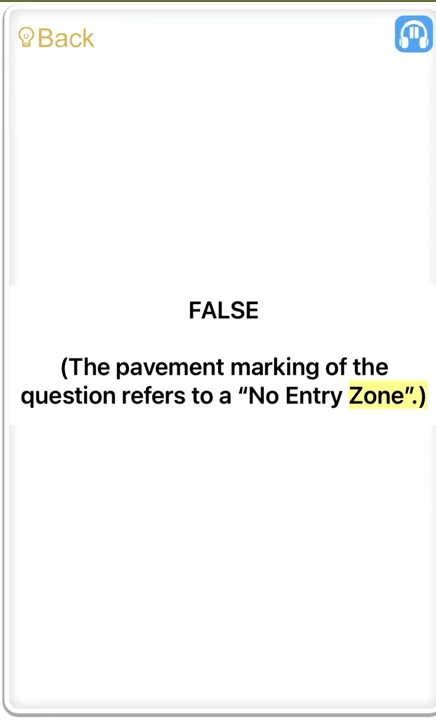 Back
FALSE
(The pavement marking of the
question refers to a “No Entry Zone”.)